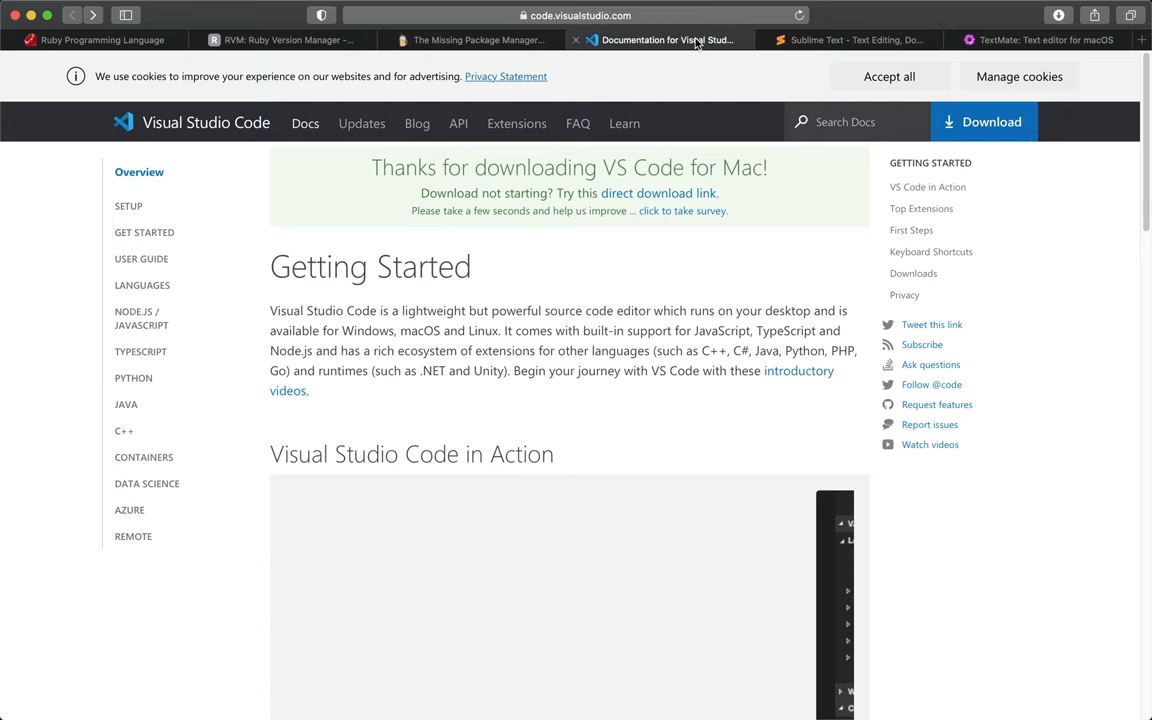 code.visualstudio.com
Ruby Programming Language
RVM: Ruby Version Manager -...
The Missing Package Manager...
Documentation for Visual Stud...
Sublime Text - Text Editing, Do...
TextMate: Text editor for macOS
We use cookies to improve your experience on our websites and for advertising. Privacy Statement
Accept all
Manage cookies
Visual Studio Code
Docs
Updates
Blog
API
Extensions
FAQ
Learn
Search Docs
Download
Overview
SETUP
GET STARTED
USER GUIDE
LANGUAGES
NODE.JS /
JAVASCRIPT
TYPESCRIPT
PYTHON
JAVA
C++
CONTAINERS
DATA SCIENCE
AZURE
REMOTE
Thanks for downloading VS Code for Mac!
Download not starting? Try this direct download link.
Please take a few seconds and help us improve ... click to take survey.
Getting Started
Visual Studio Code is a lightweight but powerful source code editor which runs on your desktop and is
available for Windows, macOS and Linux. It comes with built-in support for JavaScript, TypeScript and
Node.js and has a rich ecosystem of extensions for other languages (such as C++, C#, Java, Python, PHP,
Go) and runtimes (such as .NET and Unity). Begin your journey with VS Code with these introductory
videos.
Visual Studio Code in Action
GETTING STARTED
VS Code in Action
Top Extensions
First Steps
Keyboard Shortcuts
Downloads
Privacy
Tweet this link
Subscribe
Ask questions
Follow @code
Request features
Report issues
Watch videos